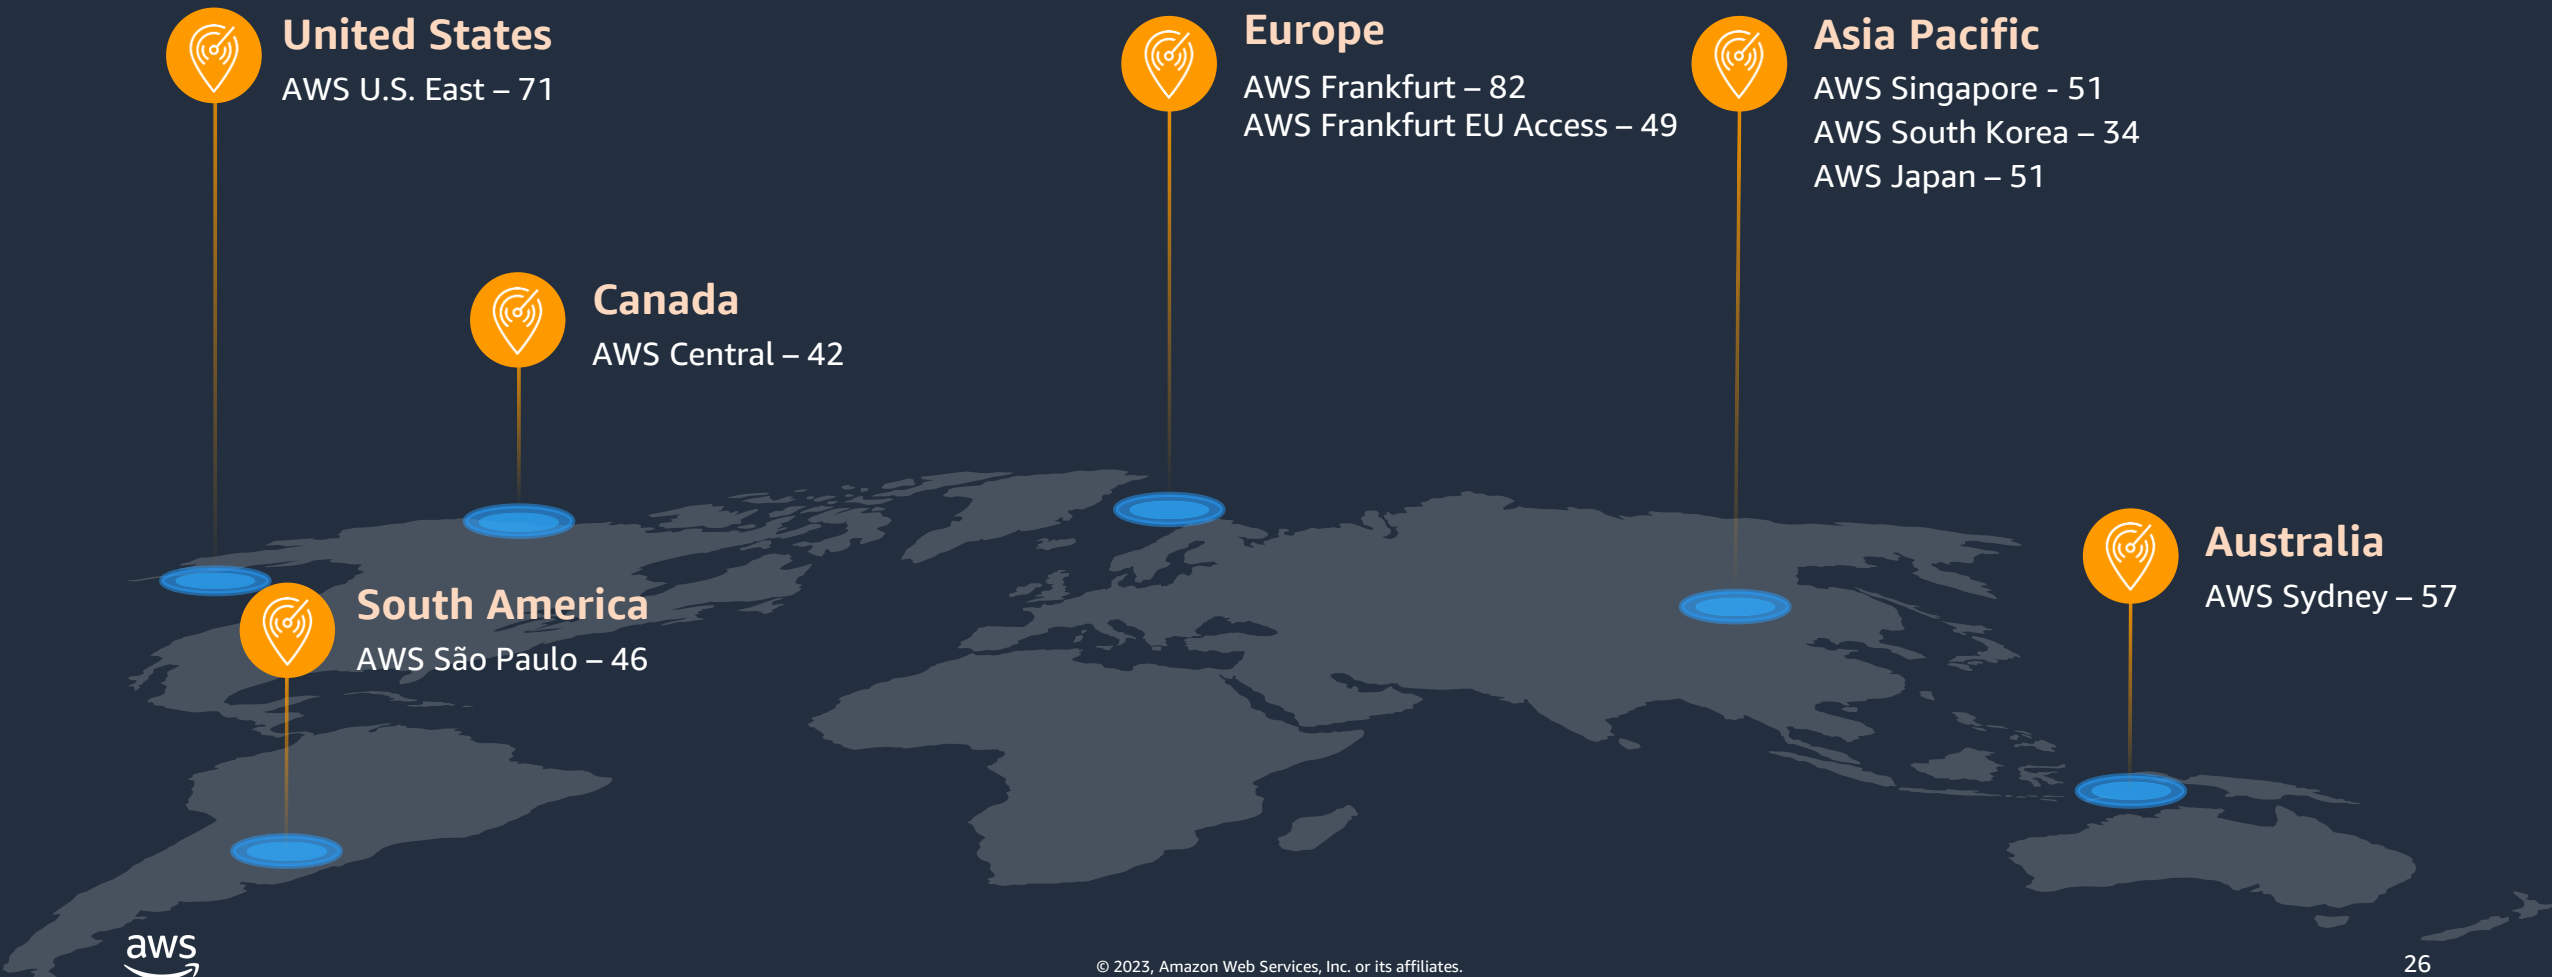 United States
AWS U.S. East – 71
Europe
AWS Frankfurt – 82
AWS Frankfurt EU Access – 49
Asia Pacific
AWS Singapore - 51
AWS South Korea – 34
AWS Japan – 51
Canada
AWS Central – 42
South America
AWS São Paulo – 46
Australia
AWS Sydney – 57
aws
© 2023, Amazon Web Services, Inc. or its affiliates.
26